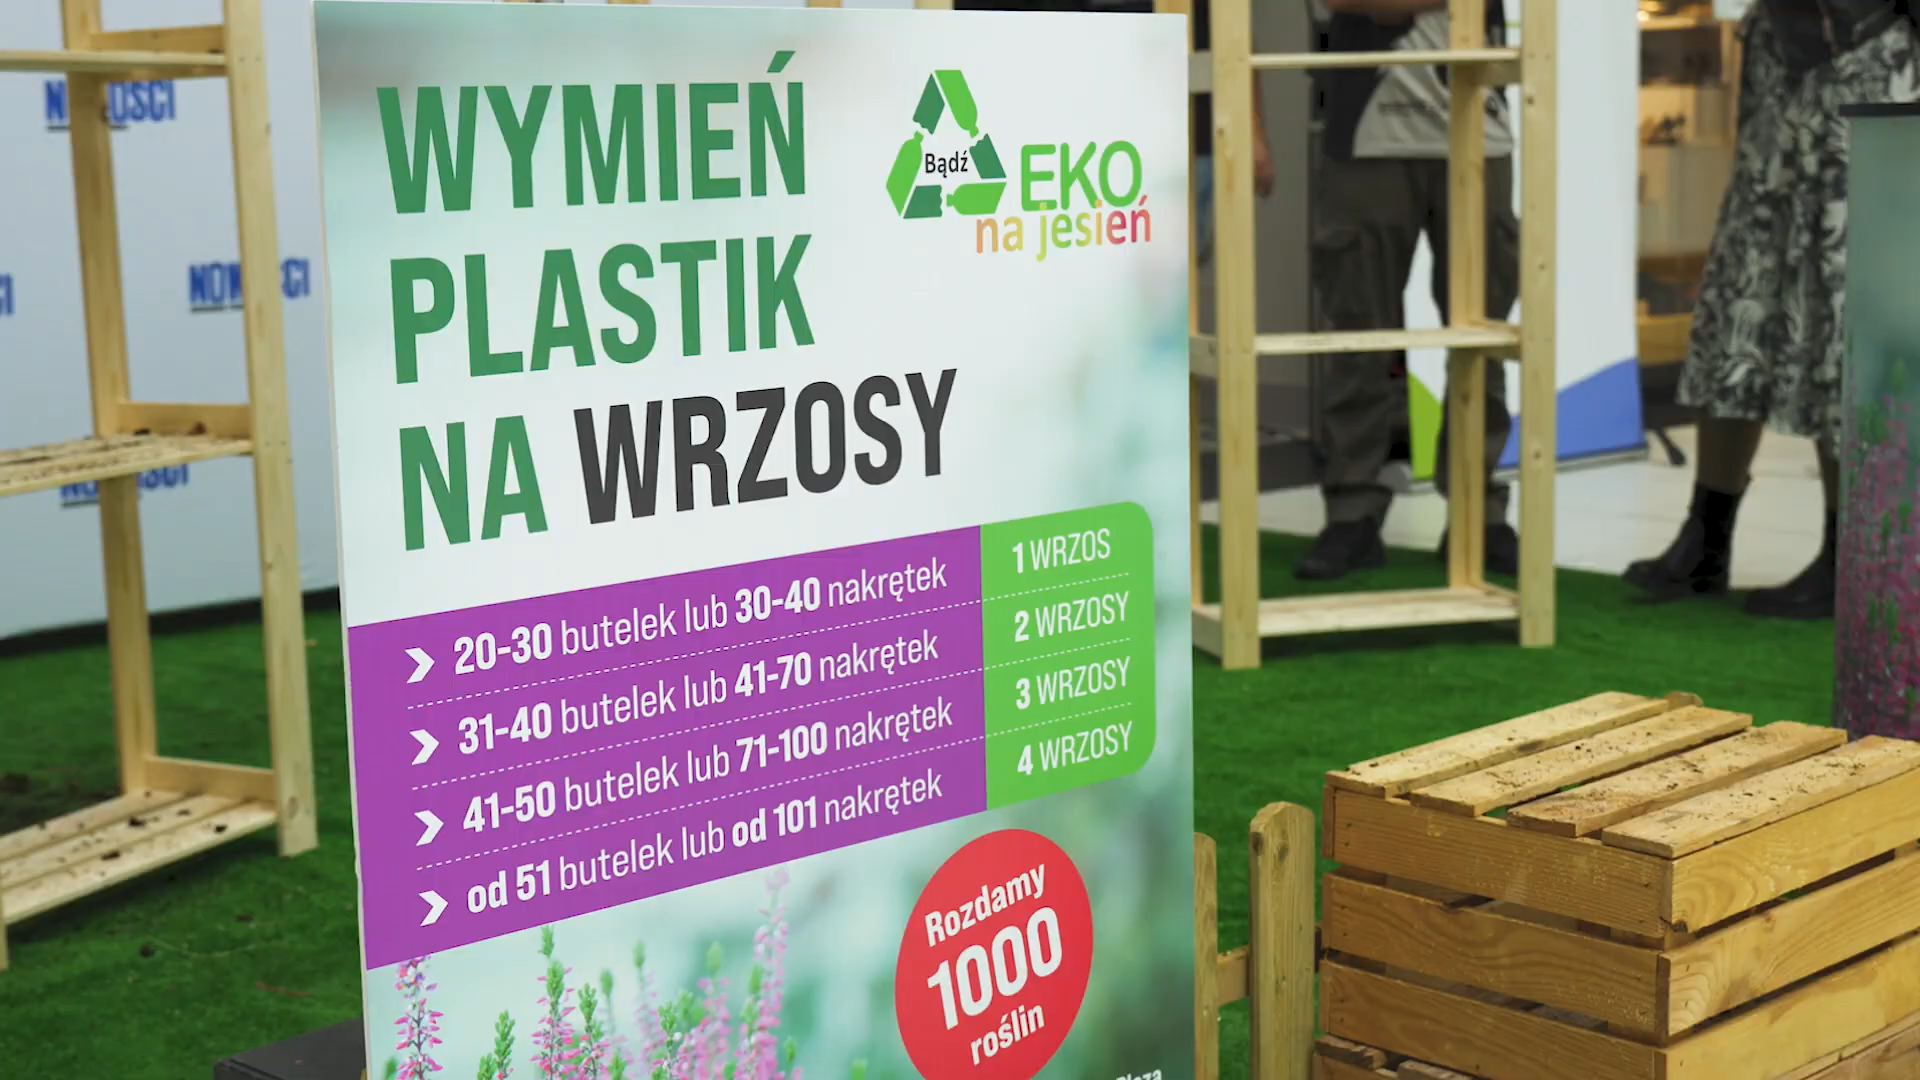 WYMIEŃ
PLASTIK
NA WRZOSY
Bądź
EKO
na jesień
20-30 butelek lub 30-40 nakrętek
1 WRZOS
31-40 butelek lub 41-70 nakrętek
2 WRZOSY
41-50 butelek lub 71-100 nakrętek
3 WRZOSY
od 51 butelek lub od 101 nakrętek
4 WRZOSY
Rozdamy
1000
roślin